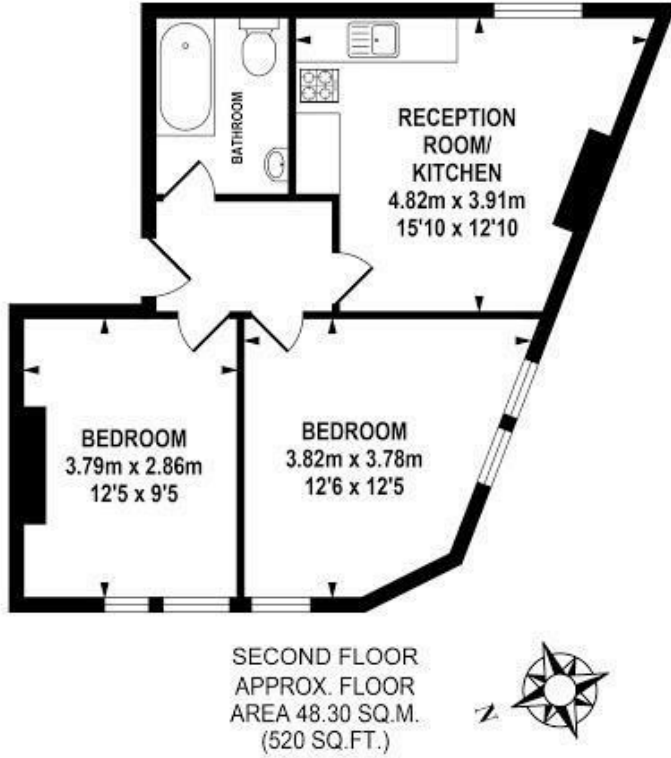 BATHROOM
RECEPTION
ROOM/
KITCHEN
4.82m x 3.91m
15'10 x 12'10
BEDROOM
3.79m x 2.86m
12'5 x 9'5
BEDROOM
3.82m x 3.78m
12'6 x 12'5
SECOND FLOOR
APPROX. FLOOR
AREA 48.30 SQ.M.
(520 SQ.FT.)
N